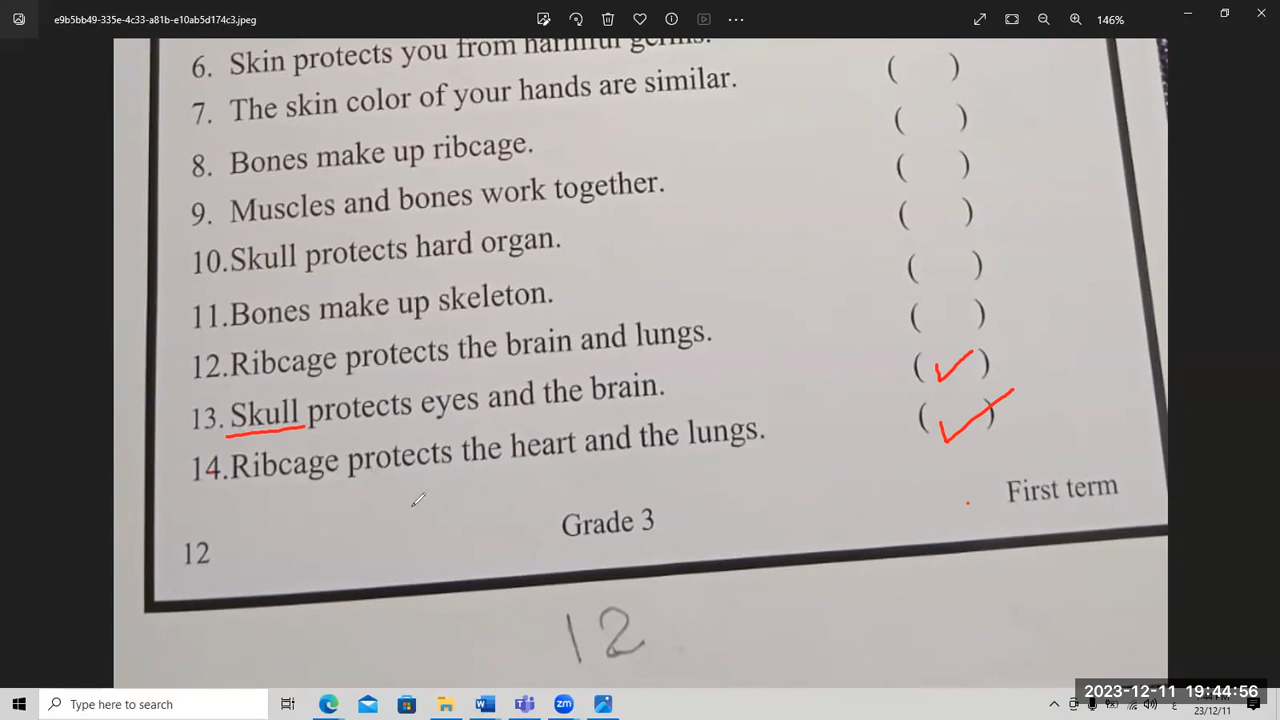 e9b5bb49-335e-4c33-a81b-e10ab5d174c3.jpeg
146%
6. Skin protects you from harmful germs.
7. The skin color of your hands are similar. ( )
8. Bones make up ribcage. ( )
9. Muscles and bones work together. ( )
10.Skull protects hard organ. ( )
11.Bones make up skeleton. ( )
12.Ribcage protects the brain and lungs. ( )
13. Skull protects eyes and the brain. (✓)
14.Ribcage protects the heart and the lungs. (✓)
12 Grade 3 First term
12
Type here to search
2023-12-11 19:44:56
23/12/11